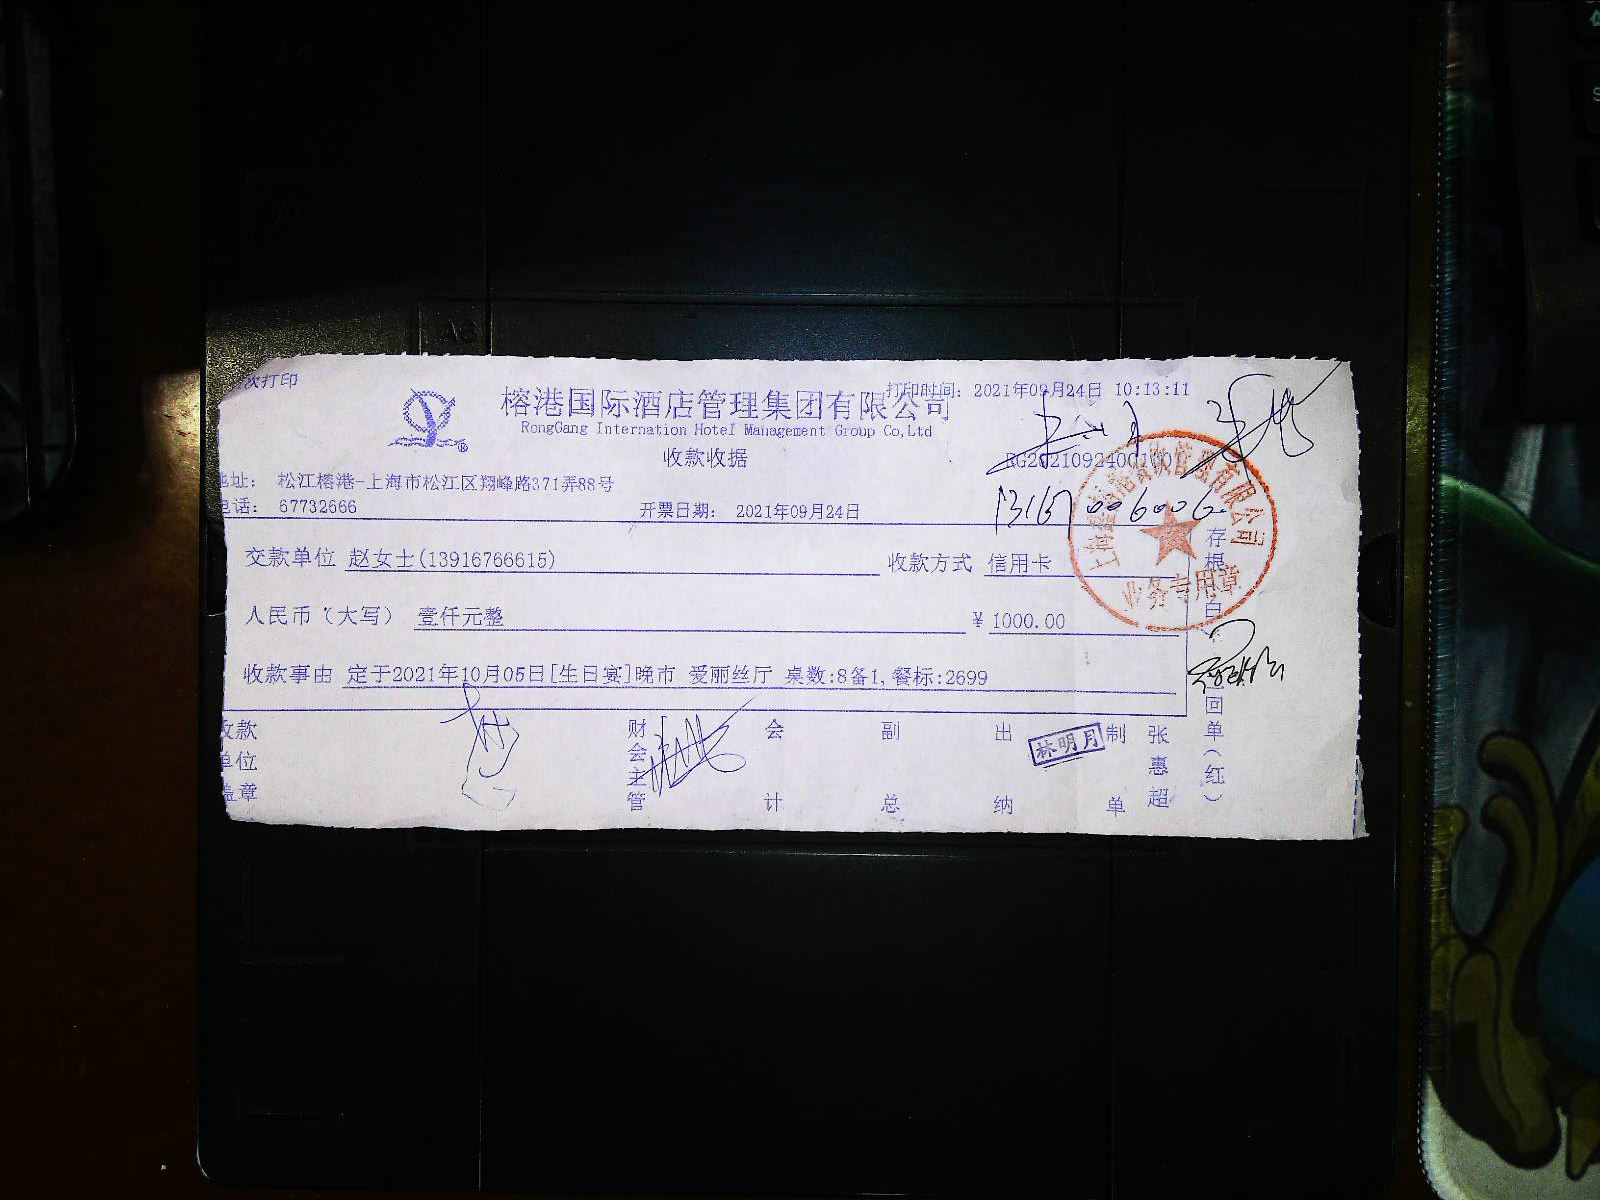 次打印
打印时间: 2021年09月24日 10:13:11
榕港国际酒店管理集团有限公司
RongGang Internation Hotel Management Group Co,Ltd
收款收据
地址: 松江榕港-上海市松江区翔峰路371弄88号
电话: 67732666
开票日期: 2021年09月24日
交款单位 赵女士(13916766615)
收款方式 信用卡
人民币(大写) 壹仟元整
¥ 1000.00
收款事由 定于2021年10月05日[生日宴]晚市 爱丽丝厅 桌数:8备1,餐标:2699
收款单位盖章
财会主管
会计
副总
出纳
林明月
制单
张惠超
存根
白
回单(红)
业务专用章